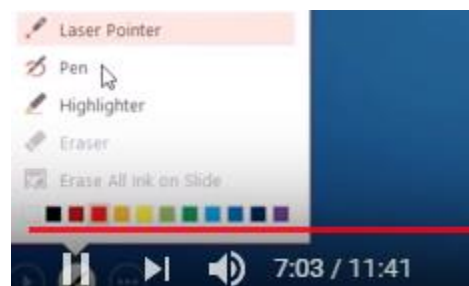 Laser Pointer
Pen
Highlighter
Eraser
Erase All Ink on Slide
7:03 / 11:41